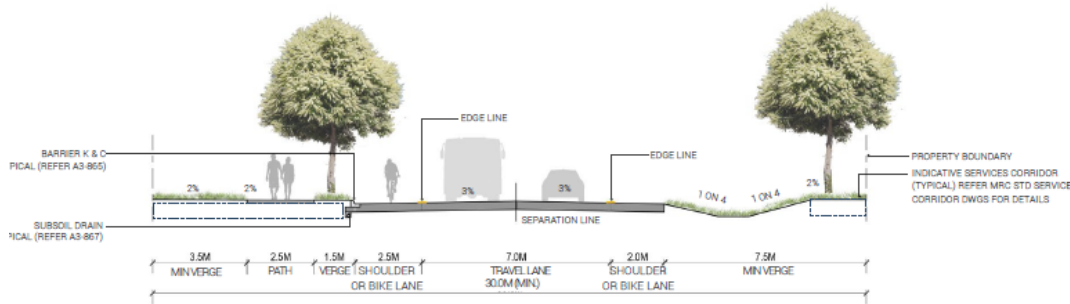 EDGE LINE
BARRIER K & C
PICAL (REFER A3-865)
EDGE LINE
PROPERTY BOUNDARY
INDICATIVE SERVICES CORRIDOR
(TYPICAL) REFER MRC STD SERVICE
CORRIDOR DWGS FOR DETAILS
2%
2%
3%
3%
1 ON 4
1 ON 4
2%
SEPARATION LINE
SUBSOIL DRAIN
PICAL (REFER A3-867)
3.5M 2.5M 1.5M 2.5M 7.0M 2.0M 7.5M
MIN VERGE PATH VERGE SHOULDER TRAVEL LANE SHOULDER MIN VERGE
OR BIKE LANE 30.0M (MIN.) OR BIKE LANE